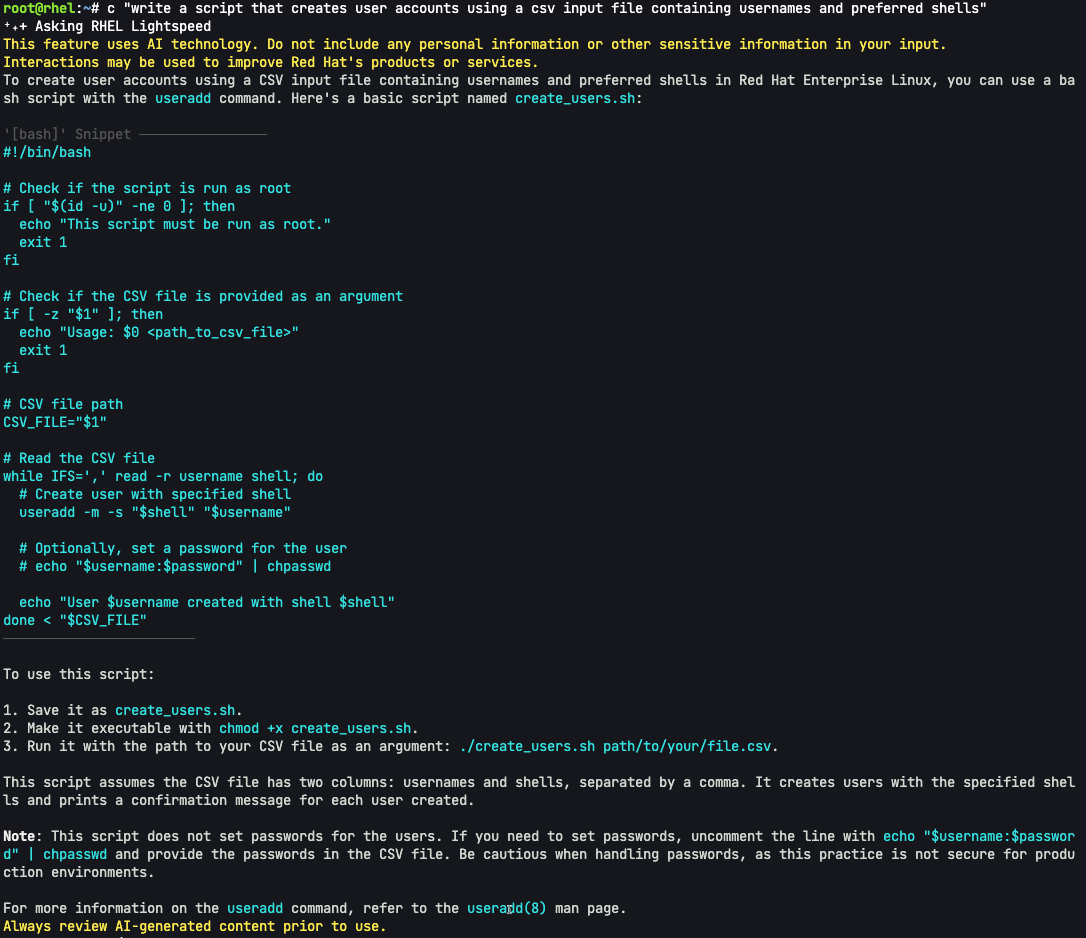 root@rhel:~# c "write a script that creates user accounts using a csv input file containing usernames and preferred shells"
⁺₊+ Asking RHEL Lightspeed
This feature uses AI technology. Do not include any personal information or other sensitive information in your input.
Interactions may be used to improve Red Hat's products or services.
To create user accounts using a CSV input file containing usernames and preferred shells in Red Hat Enterprise Linux, you can use a ba
sh script with the useradd command. Here's a basic script named create_users.sh:
'[bash]' Snippet ────────────────
#!/bin/bash
# Check if the script is run as root
if [ "$(id -u)" -ne 0 ]; then
  echo "This script must be run as root."
  exit 1
fi
# Check if the CSV file is provided as an argument
if [ -z "$1" ]; then
  echo "Usage: $0 <path_to_csv_file>"
  exit 1
fi
# CSV file path
CSV_FILE="$1"
# Read the CSV file
while IFS=',' read -r username shell; do
  # Create user with specified shell
  useradd -m -s "$shell" "$username"
  # Optionally, set a password for the user
  # echo "$username:$password" | chpasswd
  echo "User $username created with shell $shell"
done < "$CSV_FILE"
────────────────────────
To use this script:
1. Save it as create_users.sh.
2. Make it executable with chmod +x create_users.sh.
3. Run it with the path to your CSV file as an argument: ./create_users.sh path/to/your/file.csv.
This script assumes the CSV file has two columns: usernames and shells, separated by a comma. It creates users with the specified shel
ls and prints a confirmation message for each user created.
Note: This script does not set passwords for the users. If you need to set passwords, uncomment the line with echo "$username:$passwor
d" | chpasswd and provide the passwords in the CSV file. Be cautious when handling passwords, as this practice is not secure for produ
ction environments.
For more information on the useradd command, refer to the useradd(8) man page.
Always review AI-generated content prior to use.